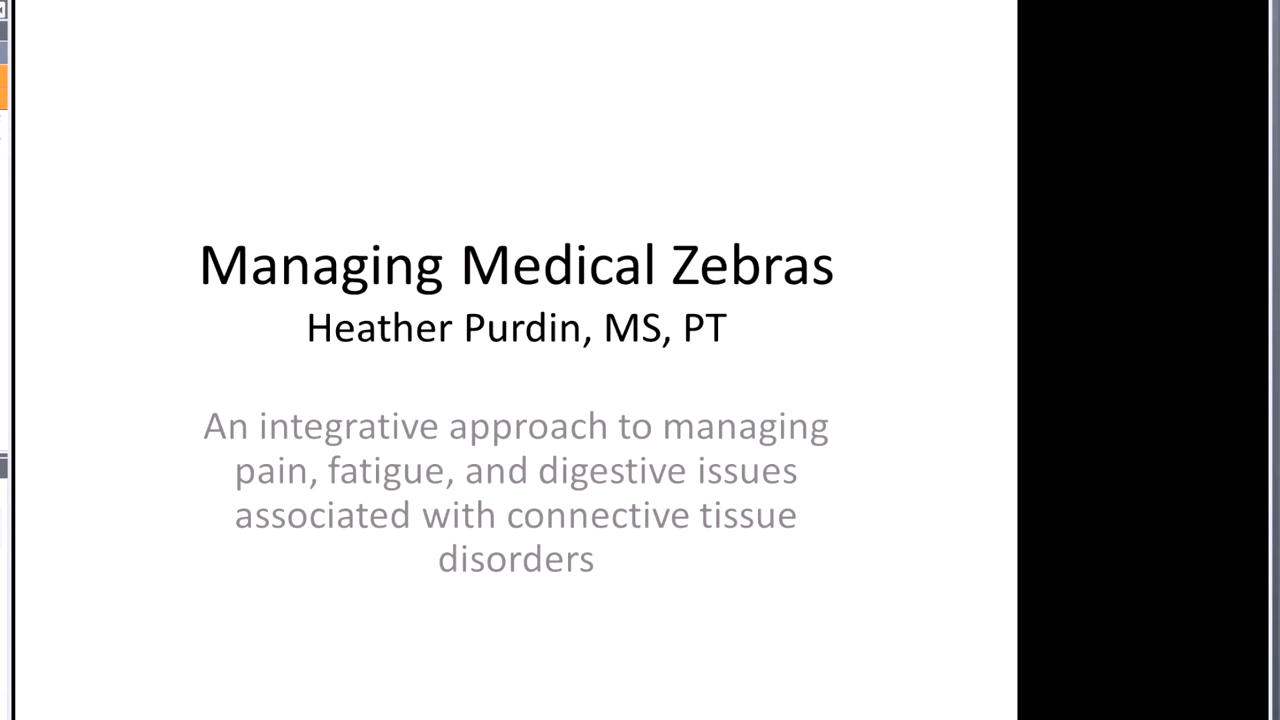 Managing Medical Zebras
Heather Purdin, MS, PT
An integrative approach to managing
pain, fatigue, and digestive issues
associated with connective tissue
disorders